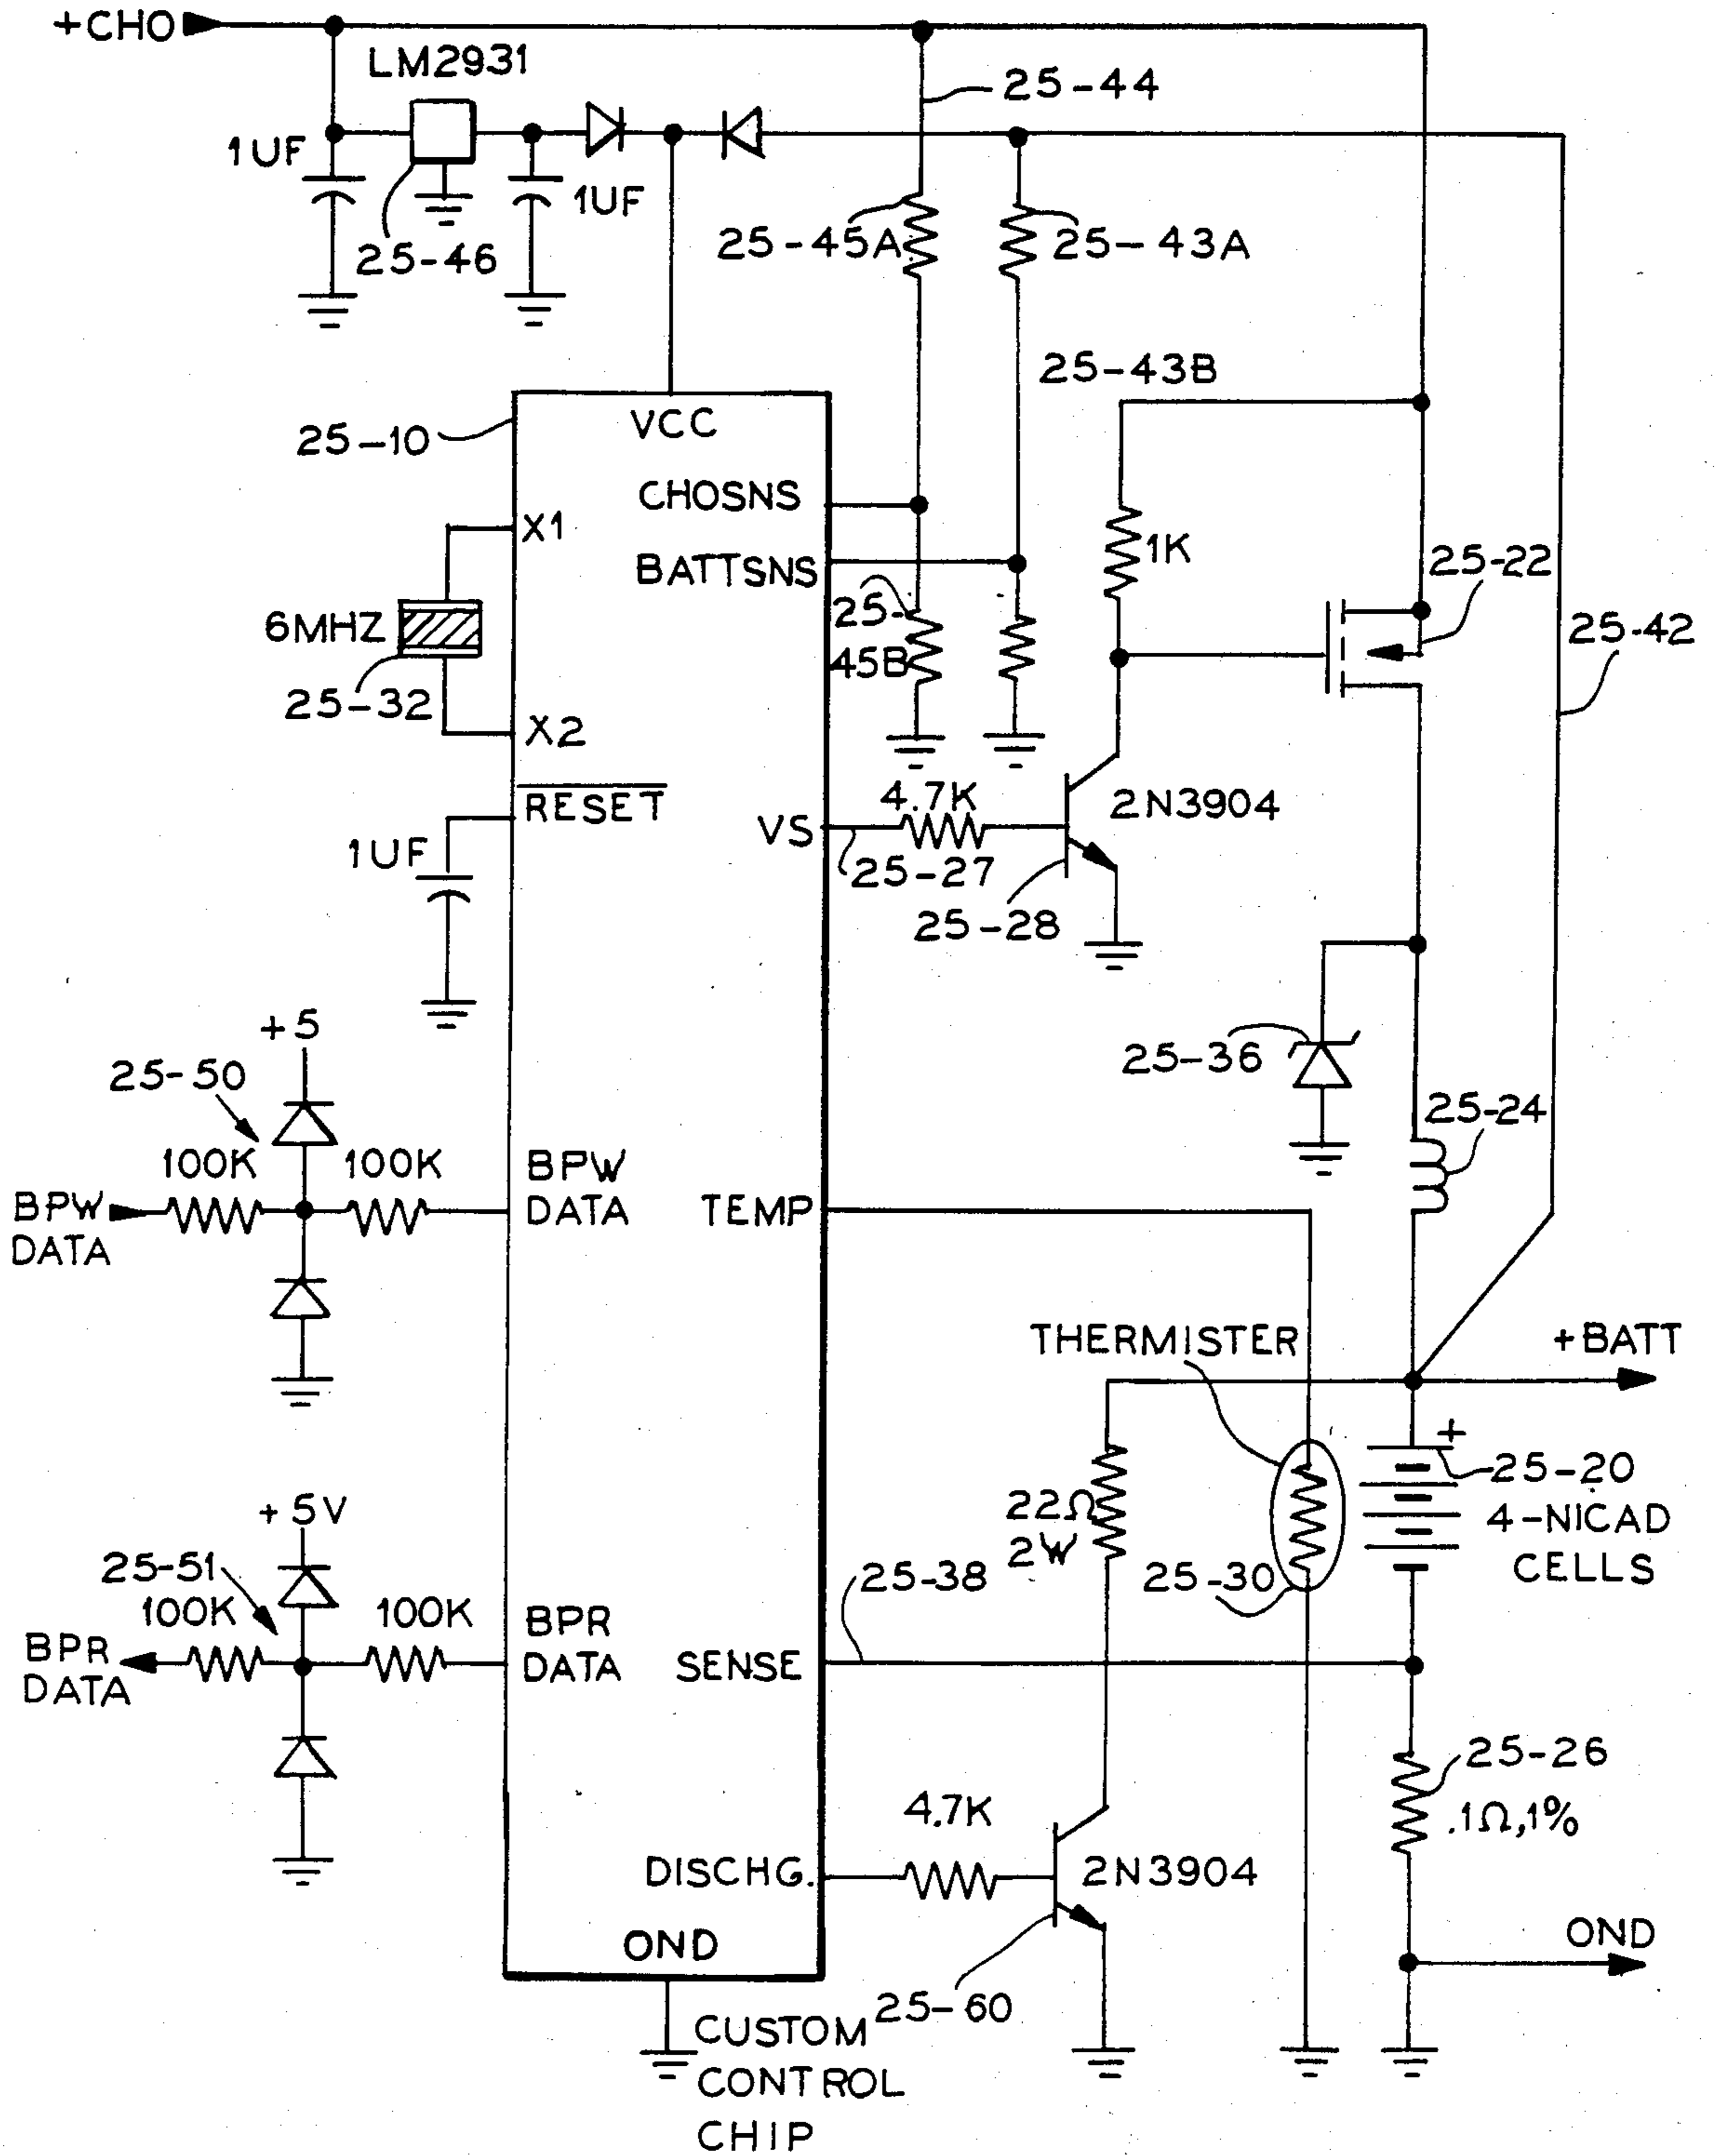 +CHO
LM2931
25-44
1UF
1UF
25-46
25-45A
25-43A
25-43B
25-10
VCC
CHOSNS
X1
BATTSNS
1K
25-22
6MHZ
25-
45B
25-42
25-32
X2
RESET
4.7K
2N3904
VS
1UF
25-27
25-28
+5
25-36
25-50
25-24
100K
100K
BPW
DATA
BPW
DATA
TEMP
THERMISTER
+BATT
+
25-20
4-NICAD
CELLS
22Ω
2W
+5V
25-51
25-38
25-30
100K
100K
BPR
DATA
BPR
DATA
SENSE
25-26
.1Ω,1%
4.7K
DISCHG.
2N3904
OND
OND
25-60
CUSTOM
CONTROL
CHIP